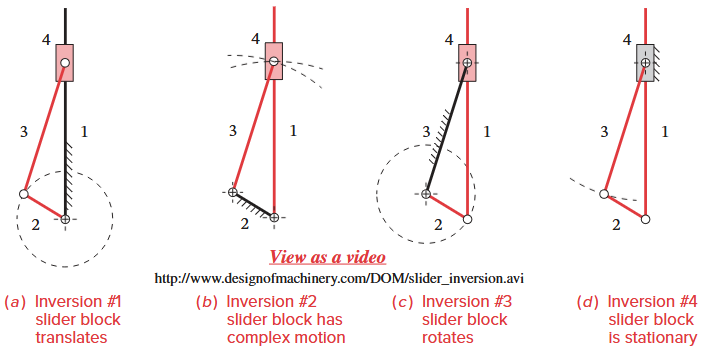 4
4
4
4
3
1
3
1
3
1
3
1
2
2
2
2
View as a video
http://www.designofmachinery.com/DOM/slider_inversion.avi
(a) Inversion #1
slider block
translates
(b) Inversion #2
slider block has
complex motion
(c) Inversion #3
slider block
rotates
(d) Inversion #4
slider block
is stationary